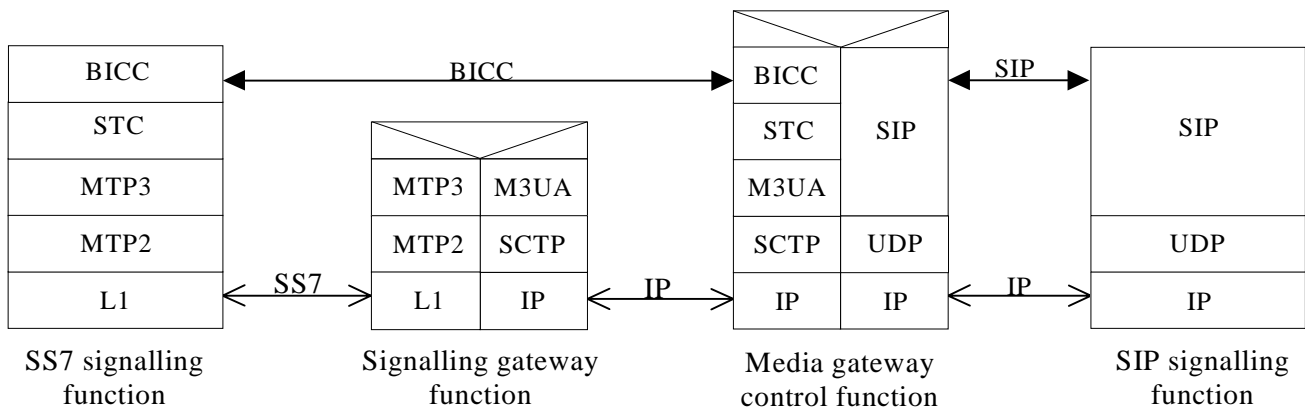 BICC
STC
MTP3
MTP2
L1
SS7 signalling
function
BICC
SS7
MTP3
M3UA
MTP2
SCTP
L1
IP
Signalling gateway
function
IP
BICC
STC
M3UA
SCTP
IP
SIP
UDP
IP
Media gateway
control function
SIP
IP
SIP
UDP
IP
SIP signalling
function